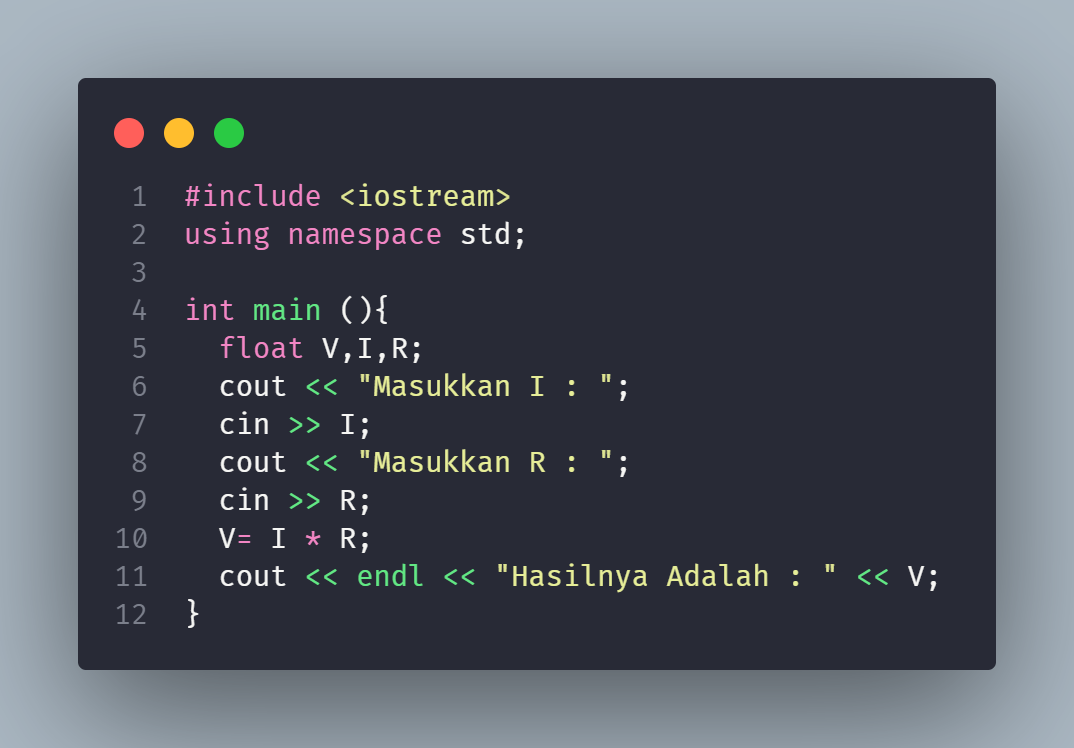 1 #include <iostream>
2 using namespace std;
3
4 int main (){
5   float V,I,R;
6   cout << "Masukkan I : ";
7   cin >> I;
8   cout << "Masukkan R : ";
9   cin >> R;
10   V= I * R;
11   cout << endl << "Hasilnya Adalah : " << V;
12 }